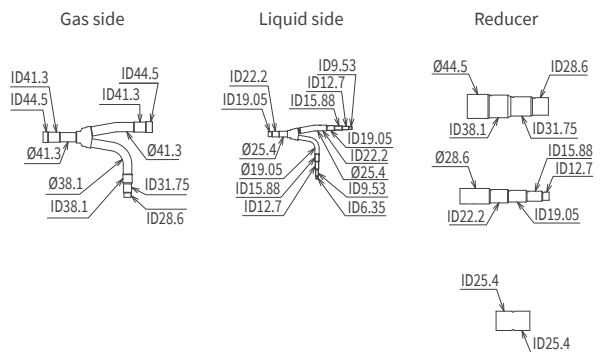 Gas side
Liquid side
Reducer
ID41.3
ID44.5
ID44.5
ID41.3
Ø41.3
Ø41.3
Ø38.1
ID38.1
ID31.75
ID28.6
ID9.53
ID12.7
ID15.88
ID22.2
ID19.05
Ø25.4
Ø19.05
ID15.88
ID12.7
ID19.05
ID22.2
Ø25.4
ID9.53
ID6.35
Ø44.5
ID28.6
ID38.1
ID31.75
Ø28.6
ID15.88
ID12.7
ID22.2
ID19.05
ID25.4
ID25.4